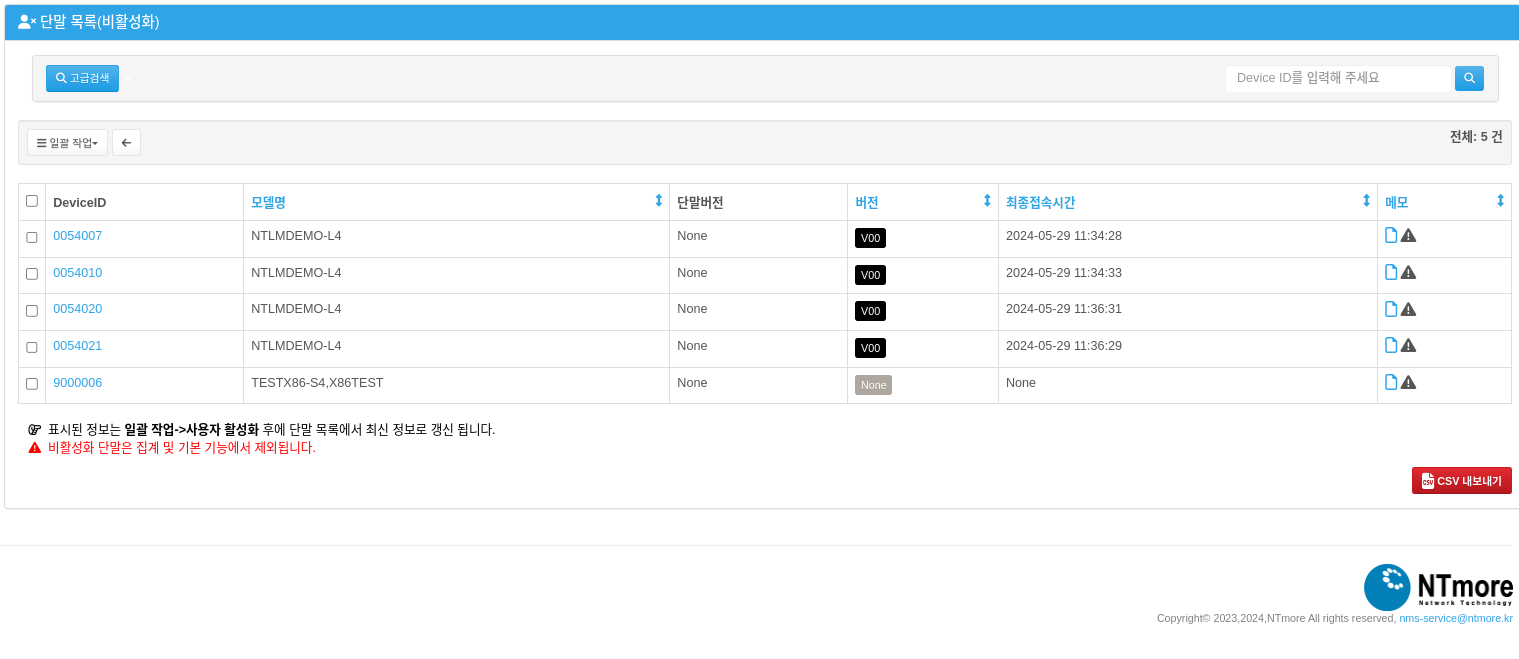 단말 목록(비활성화)
고급검색
Device ID를 입력해 주세요
일괄 작업
전체: 5 건
DeviceID 모델명 단말버전 버전 최종접속시간 메모
0054007 NTLMDEMO-L4 None V00 2024-05-29 11:34:28
0054010 NTLMDEMO-L4 None V00 2024-05-29 11:34:33
0054020 NTLMDEMO-L4 None V00 2024-05-29 11:36:31
0054021 NTLMDEMO-L4 None V00 2024-05-29 11:36:29
9000006 TESTX86-S4,X86TEST None None None
표시된 정보는 일괄 작업->사용자 활성화 후에 단말 목록에서 최신 정보로 갱신 됩니다.
비활성화 단말은 집계 및 기본 기능에서 제외됩니다.
CSV CSV 내보내기
NTmore
Network Technology
Copyright© 2023,2024,NTmore All rights reserved, nms-service@ntmore.kr